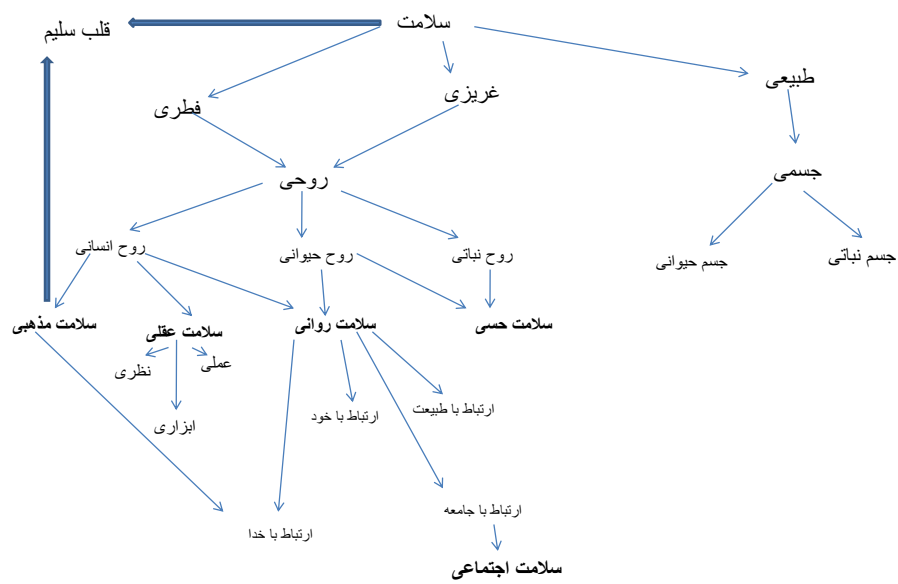 سلامت
قلب سلیم
طبیعی
غریزی
فطری
جسمی
روحی
روح نباتی
روح حیوانی
روح انسانی
جسم نباتی
جسم حیوانی
سلامت حسی
سلامت روانی
سلامت عقلی
سلامت مذهبی
عملی
نظری
ابزاری
ارتباط با طبیعت
ارتباط با خود
ارتباط با جامعه
ارتباط با خدا
سلامت اجتماعی